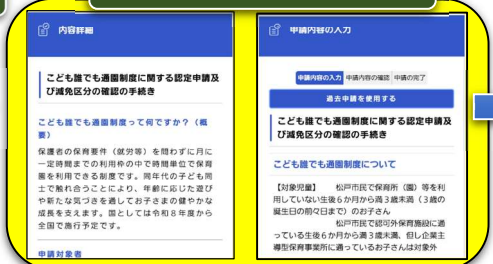 内容詳細
こども誰でも通園制度に関する認定申請及
び減免区分の確認の手続き
こども誰でも通園制度って何ですか？（概
要）
保護者の保育要件（就労等）を問わずに月に
一定時間までの利用枠の中で時間単位で保育
園を利用できる制度です。同年代の子ども同
士で触れ合うことにより、年齢に応じた遊び
や新たな気づきを通してお子さまの健やかな
成長を支えます。国としては令和８年度から
全国で施行予定です。
申請対象者
申請内容の入力
申請内容の入力 申請内容の確認 申請の完了
過去申請を使用する
こども誰でも通園制度に関する認定申請及
び減免区分の確認の手続き
こども誰でも通園制度について
【対象児童】 松戸市民で保育所（園）等を利
用していない生後６か月から満３歳未満（３歳の
誕生日の前々日まで）のお子さん
松戸市民で認可外保育施設に通
っている生後６か月から満３歳未満、但し企業主
導型保育事業所に通っているお子さんは対象外